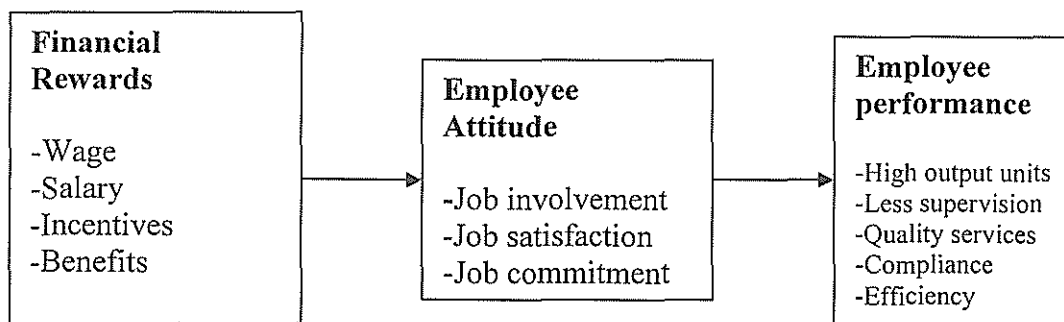 Financial
Rewards
-Wage
-Salary
-Incentives
-Benefits
Employee
Attitude
-Job involvement
-Job satisfaction
-Job commitment
Employee
performance
-High output units
-Less supervision
-Quality services
-Compliance
-Efficiency